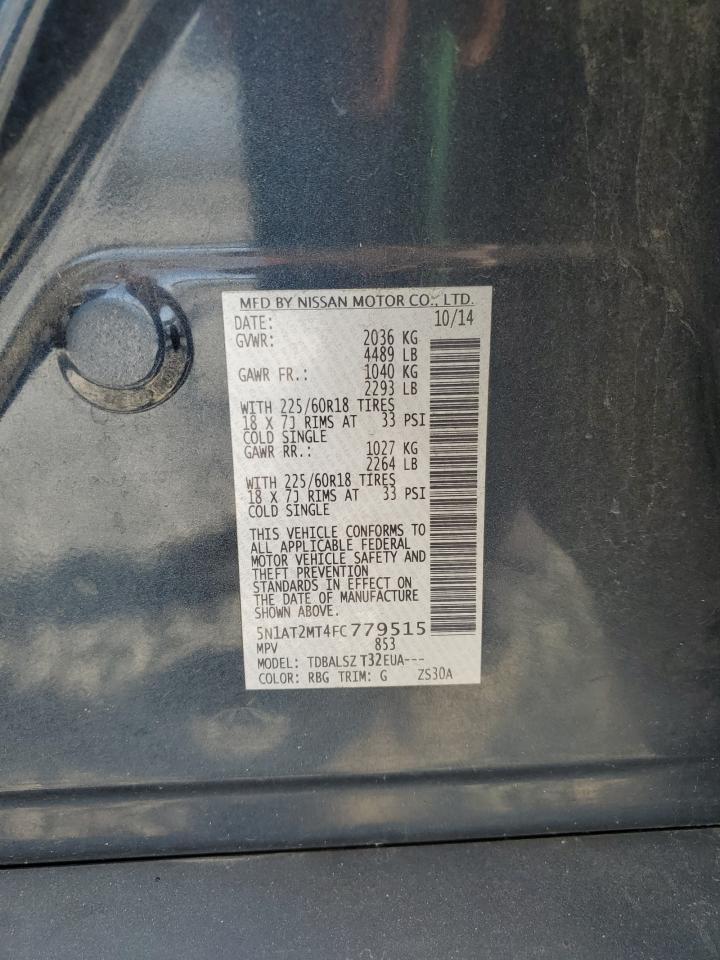 MFD BY NISSAN MOTOR CO., LTD.
DATE: 10/14
GVWR: 2036 KG
4489 LB
GAWR FR.: 1040 KG
2293 LB
WITH 225/60R18 TIRES
18 X 7J RIMS AT 33 PSI
COLD SINGLE
GAWR RR.: 1027 KG
2264 LB
WITH 225/60R18 TIRES
18 X 7J RIMS AT 33 PSI
COLD SINGLE
THIS VEHICLE CONFORMS TO
ALL APPLICABLE FEDERAL
MOTOR VEHICLE SAFETY AND
THEFT PREVENTION
STANDARDS IN EFFECT ON
THE DATE OF MANUFACTURE
SHOWN ABOVE.
5N1AT2MT4FC779515
MPV 853
MODEL: TDBALSZ T32EUA---
COLOR: RBG TRIM: G ZS30A